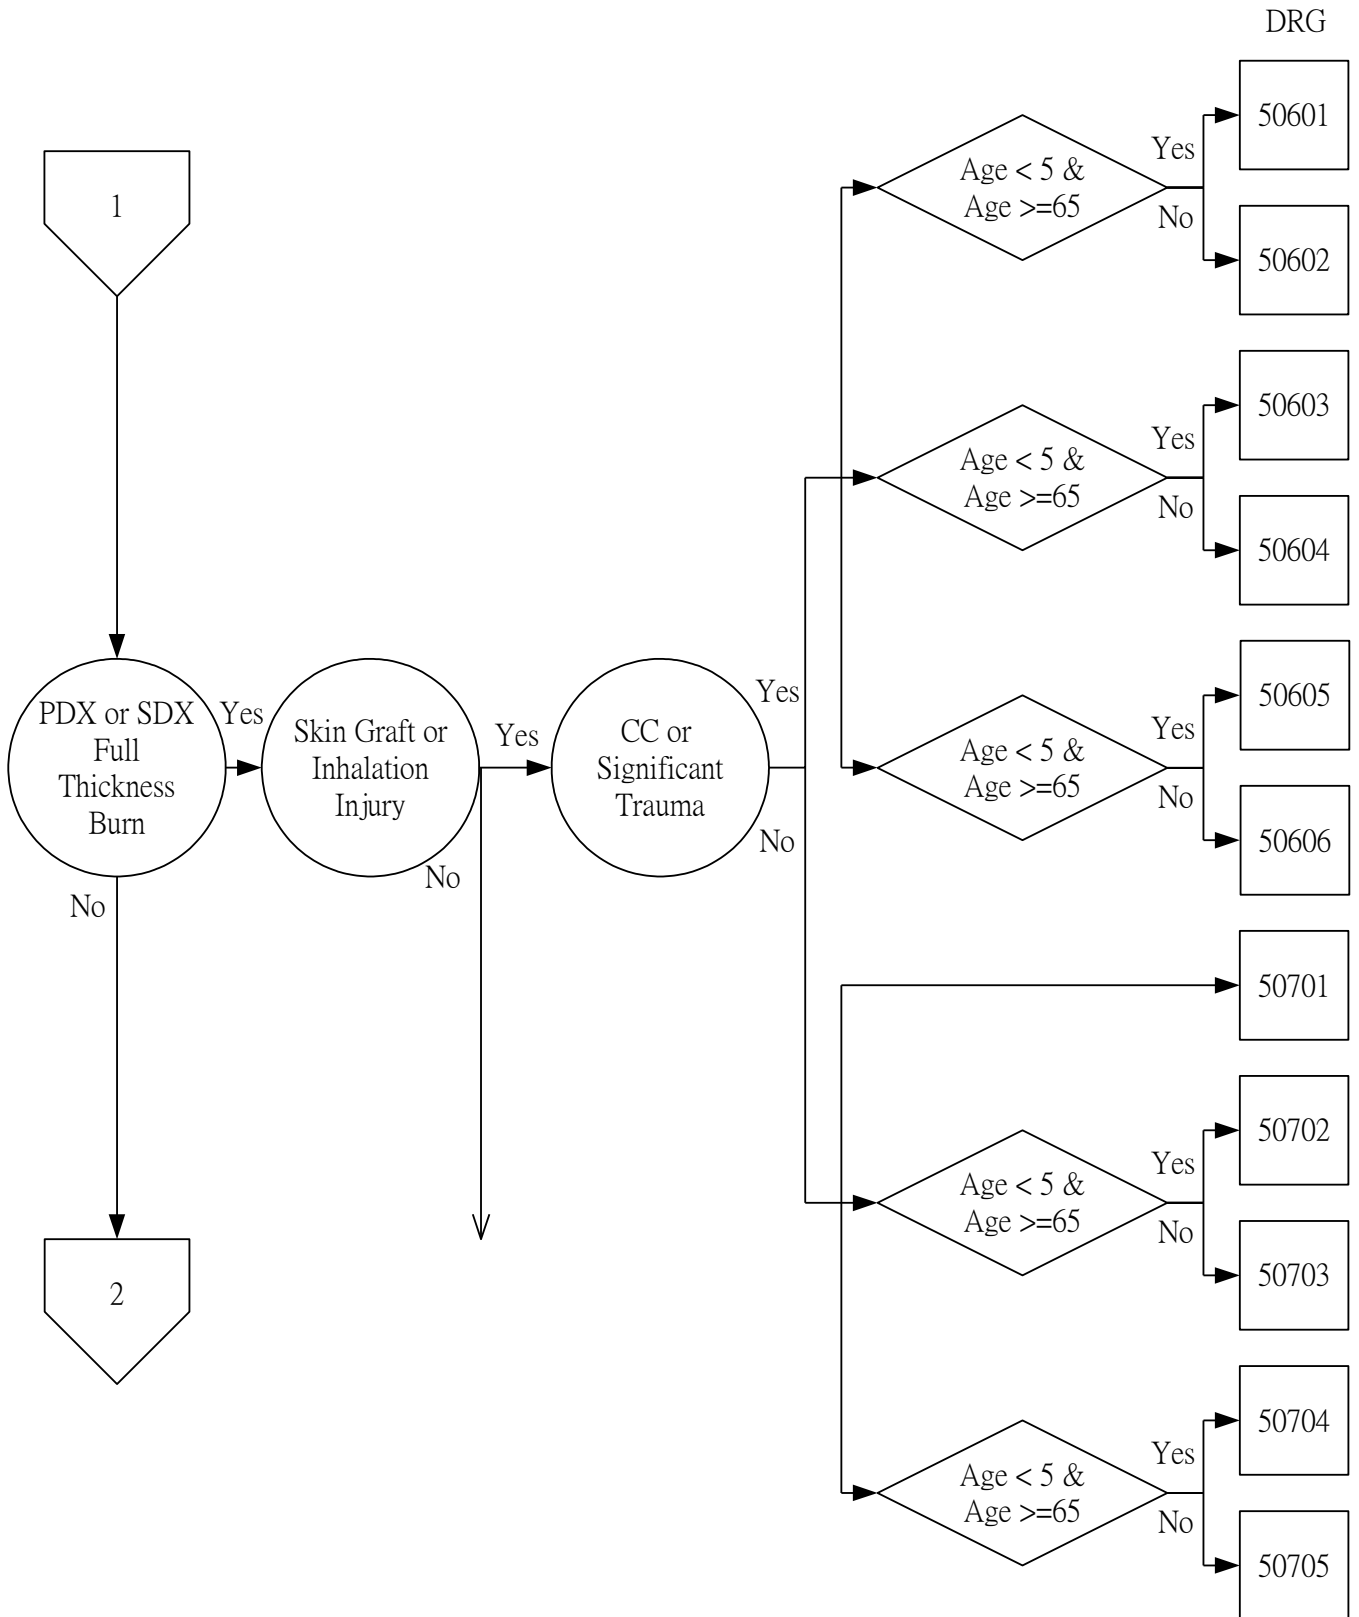 DRG
1
Age < 5 &
Age >=65
Yes
No
50601
50602
Age < 5 &
Age >=65
Yes
No
50603
50604
PDX or SDX
Full
Thickness
Burn
Yes
No
Skin Graft or
Inhalation
Injury
Yes
No
CC or
Significant
Trauma
Yes
No
Age < 5 &
Age >=65
Yes
No
50605
50606
50701
2
Age < 5 &
Age >=65
Yes
No
50702
50703
Age < 5 &
Age >=65
Yes
No
50704
50705